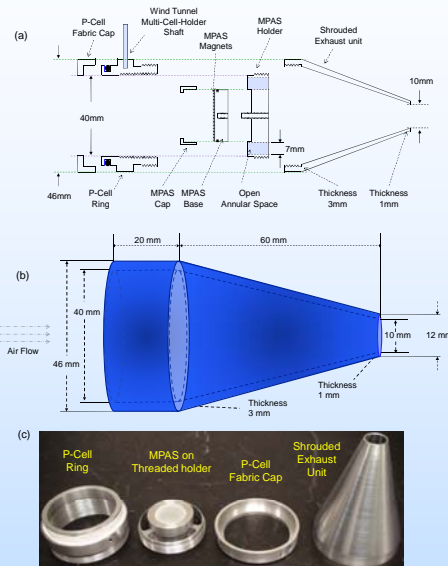 (a)
P-Cell
Fabric Cap
Wind Tunnel
Multi-Cell-Holder
Shaft
MPAS
Magnets
MPAS
Holder
Shrouded
Exhaust unit
10mm
40mm
7mm
46mm
P-Cell
Ring
MPAS
Cap
MPAS
Base
Open
Annular Space
Thickness
3mm
Thickness
1mm
20 mm
60 mm
(b)
40 mm
46 mm
Air Flow
10 mm
12 mm
Thickness
1 mm
Thickness
3 mm
(c)
P-Cell
Ring
MPAS on
Threaded holder
P-Cell
Fabric Cap
Shrouded
Exhaust
Unit